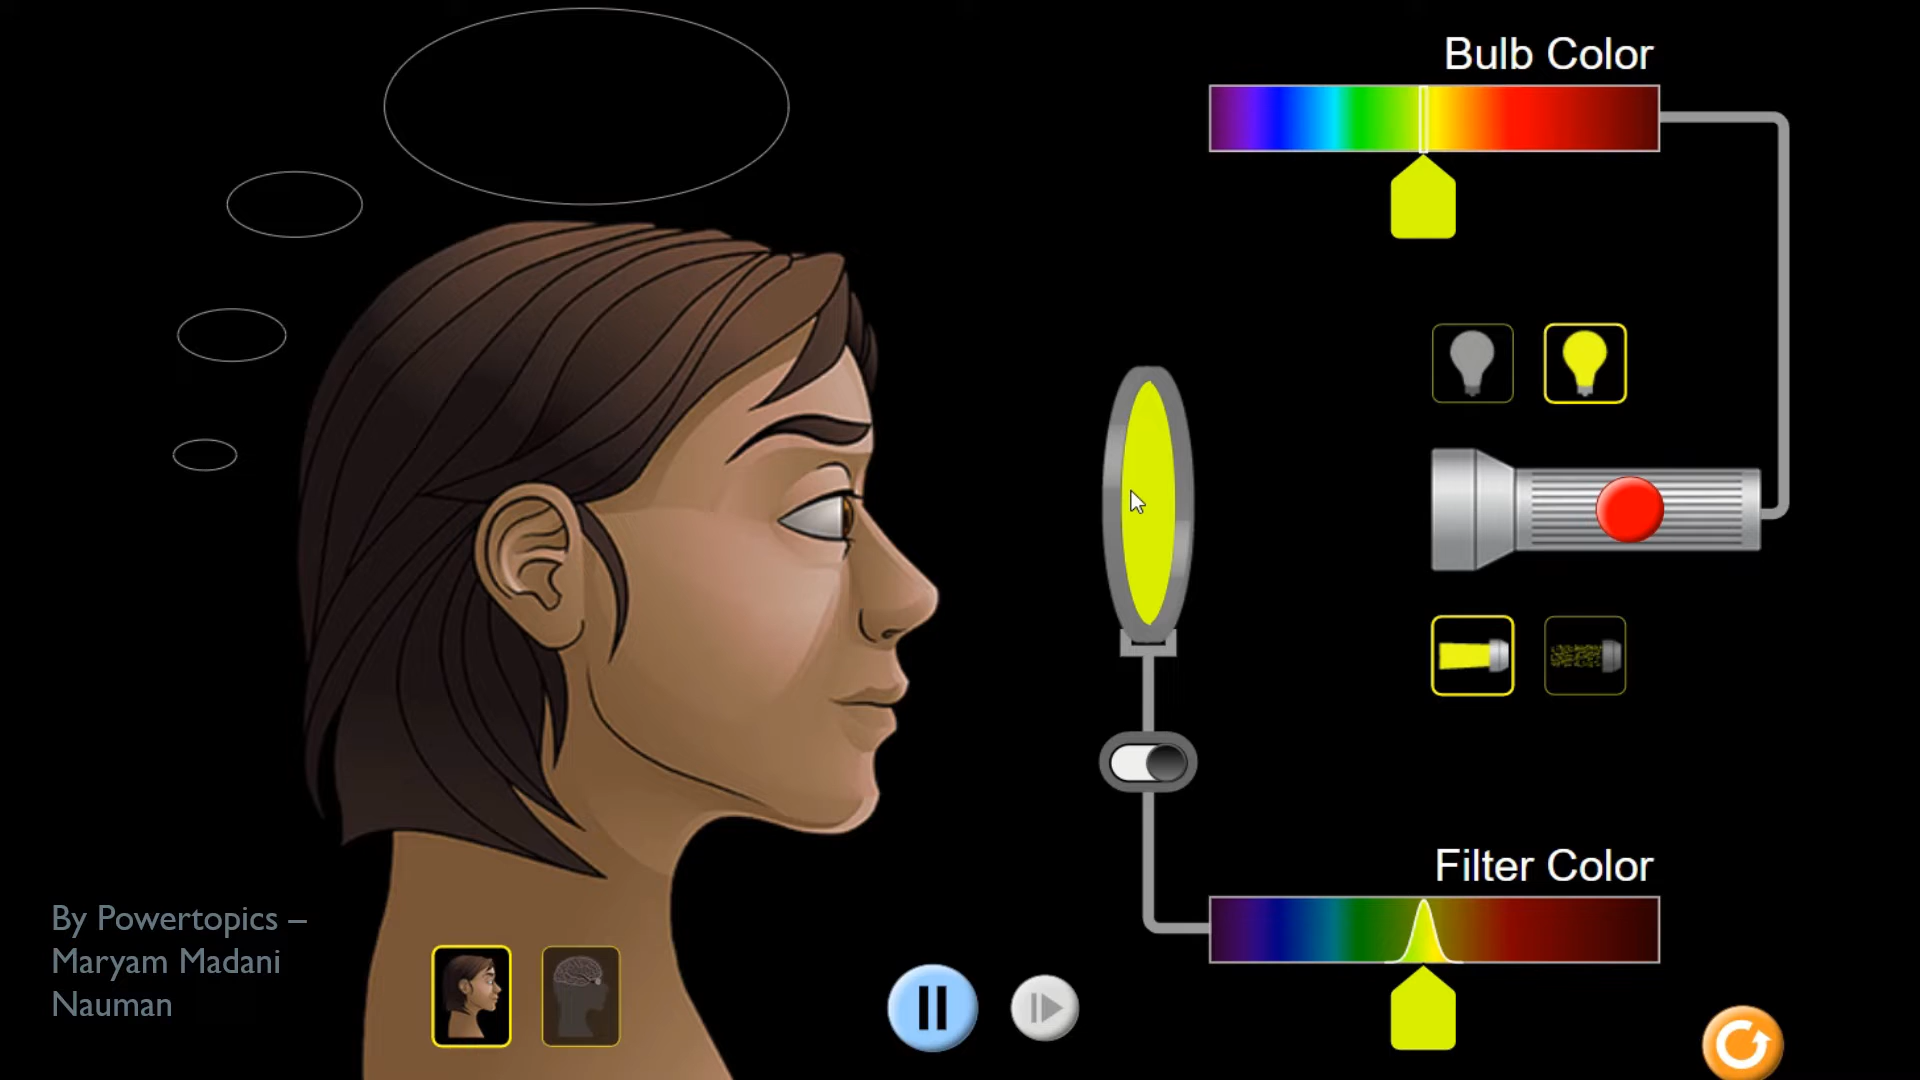 Bulb Color
Filter Color
By Powertopics –
Maryam Madani
Nauman